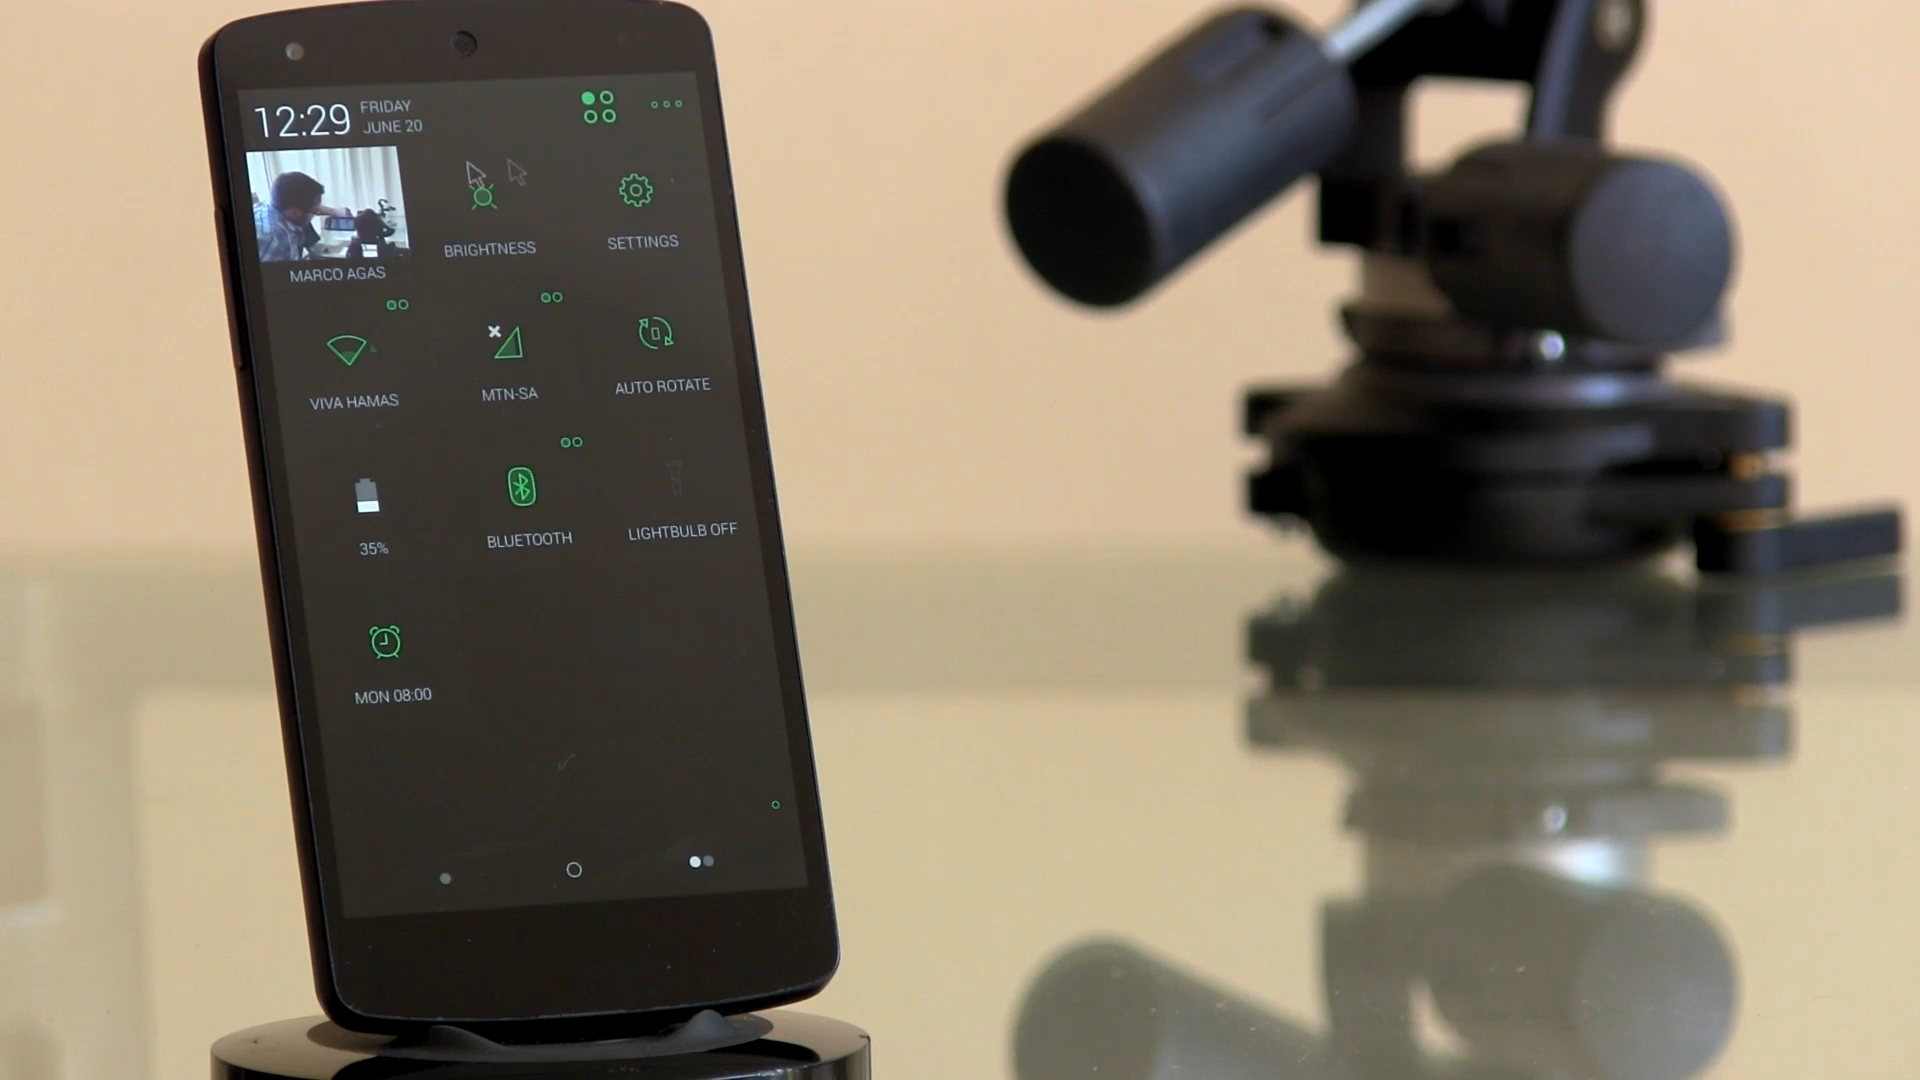 12:29
FRIDAY
JUNE 20
MARCO AGAS
BRIGHTNESS
SETTINGS
VIVA HAMAS
MTN-SA
AUTO ROTATE
35%
BLUETOOTH
LIGHTBULB OFF
MON 08:00